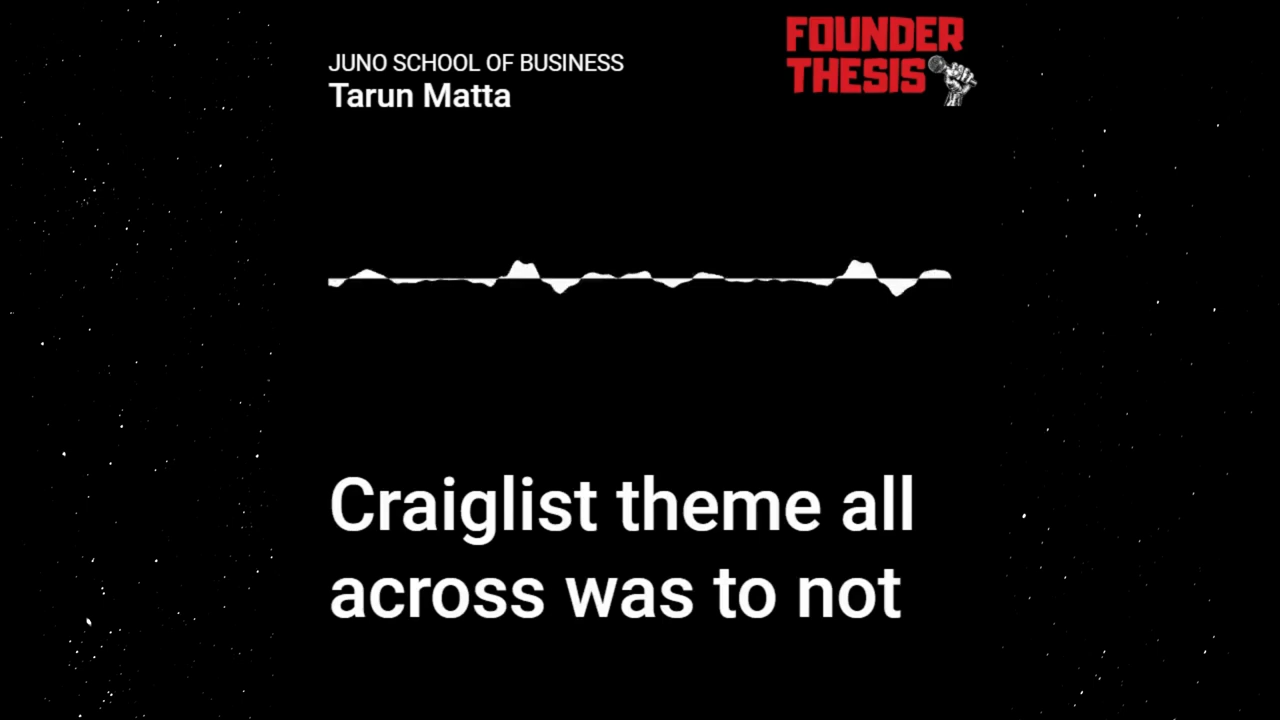 JUNO SCHOOL OF BUSINESS
Tarun Matta
FOUNDER
THESIS
Craiglist theme all
across was to not